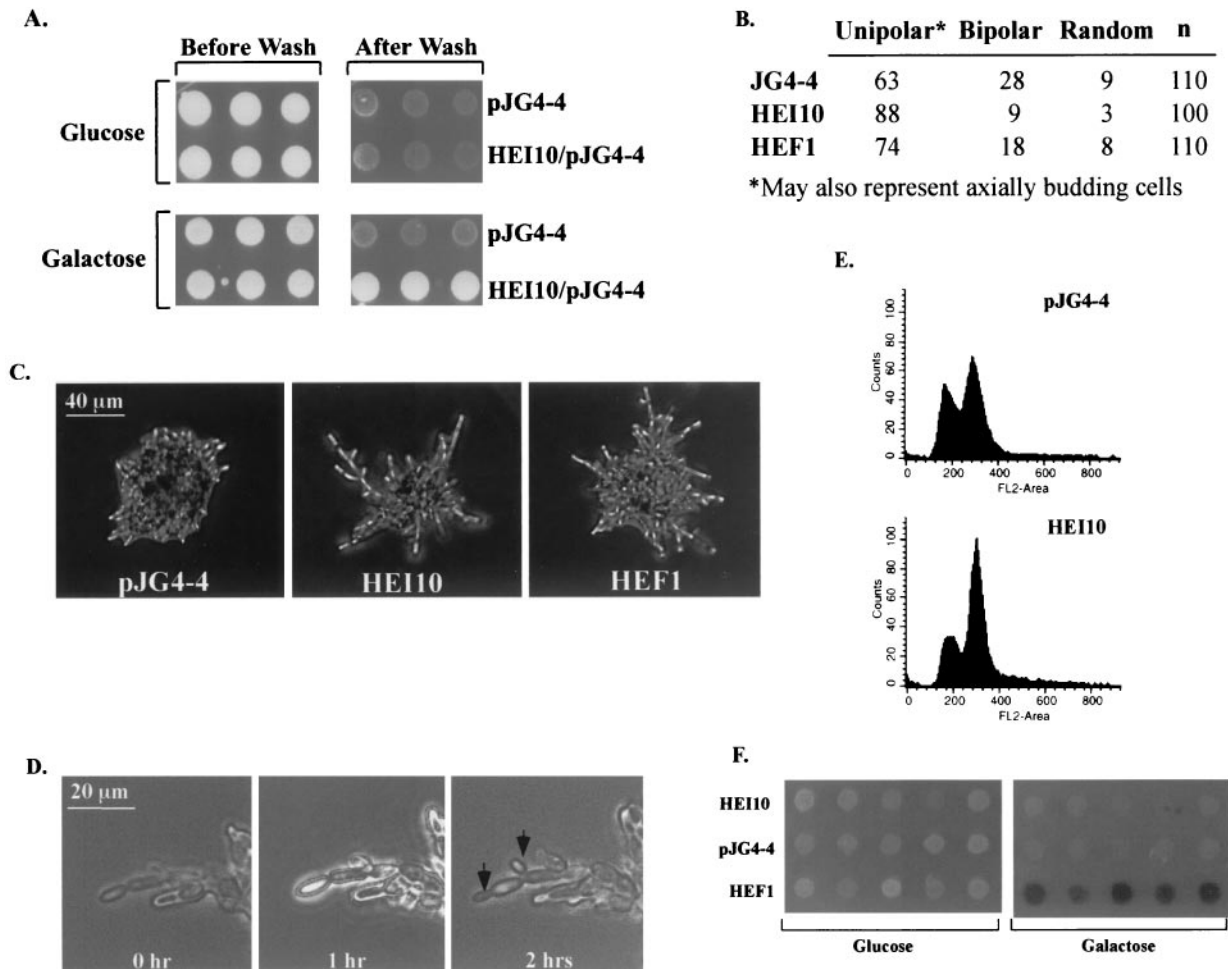 A.
Before Wash After Wash
Glucose
pJG4-4
HEI10/pJG4-4
Galactose
pJG4-4
HEI10/pJG4-4
B.
Unipolar* Bipolar Random n
JG4-4 63 28 9 110
HEI10 88 9 3 100
HEF1 74 18 8 110
*May also represent axially budding cells
C.
40 μm
pJG4-4
HEI10
HEF1
D.
20 μm
0 hr
1 hr
2 hrs
E.
pJG4-4
Counts
0 20 40 60 80 100
0 200 400 600 800
FL2-Area
HEI10
Counts
0 20 40 60 80 100
0 200 400 600 800
FL2-Area
F.
HEI10
pJG4-4
HEF1
Glucose
Galactose